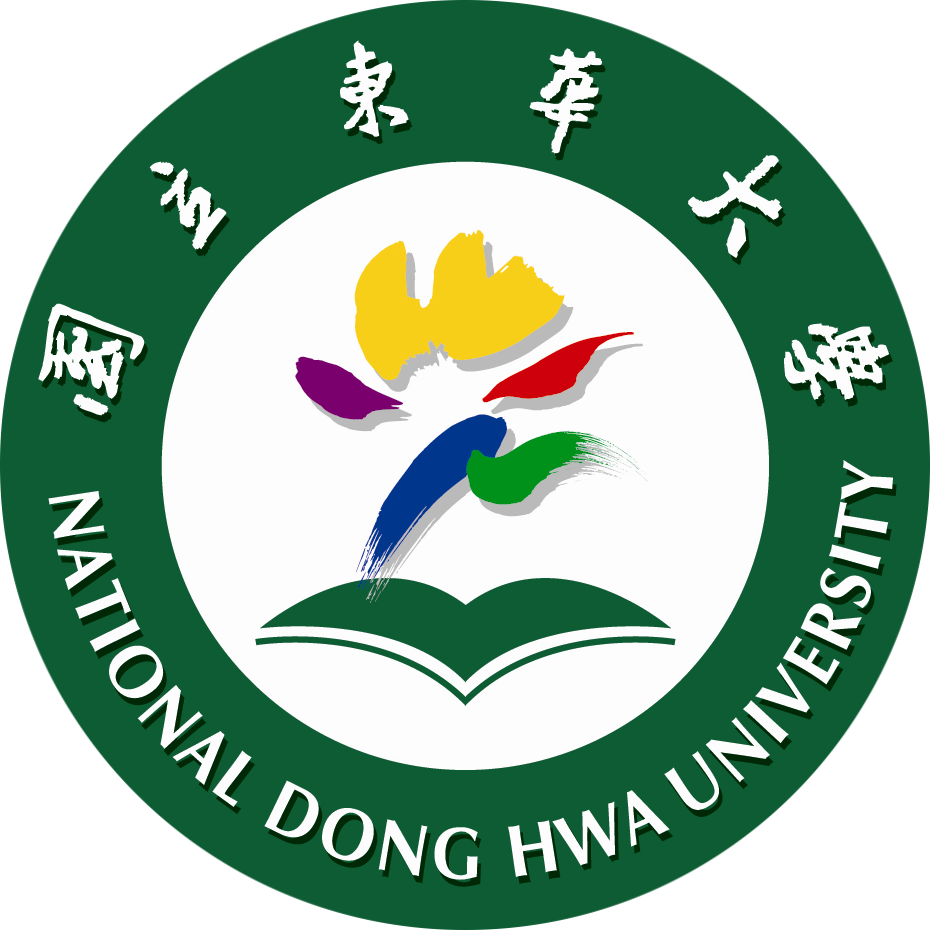 國立東華大學
NATIONAL DONG HWA UNIVERSITY